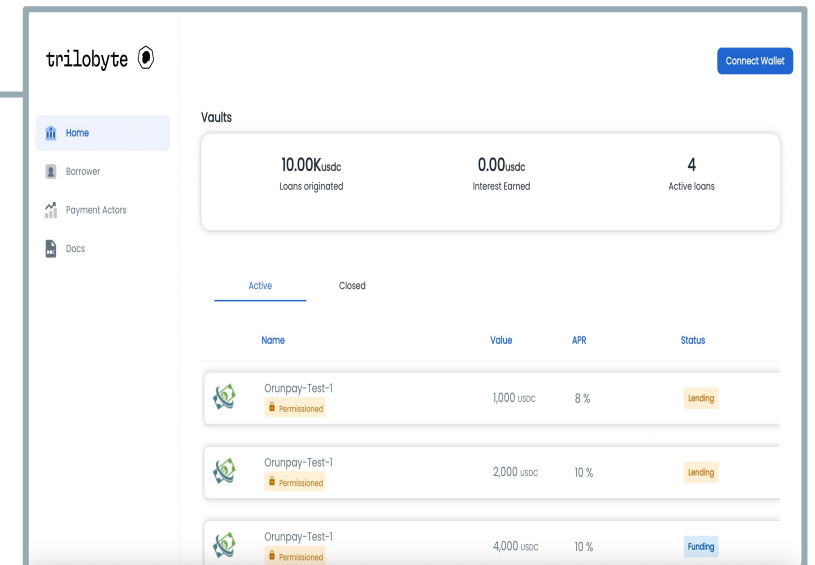 trilobyte
Connect Wallet
Home
Borrower
Payment Actors
Docs
Vaults
10.00Kusdc 0.00usdc 4
Loans originated Interest Earned Active loans
Active Closed
Name Value APR Status
Orunpay-Test-1
Permissioned
1,000 USDC 8 % Lending
Orunpay-Test-1
Permissioned
2,000 USDC 10 % Lending
Orunpay-Test-1
Permissioned
4,000 USDC 10 % Funding